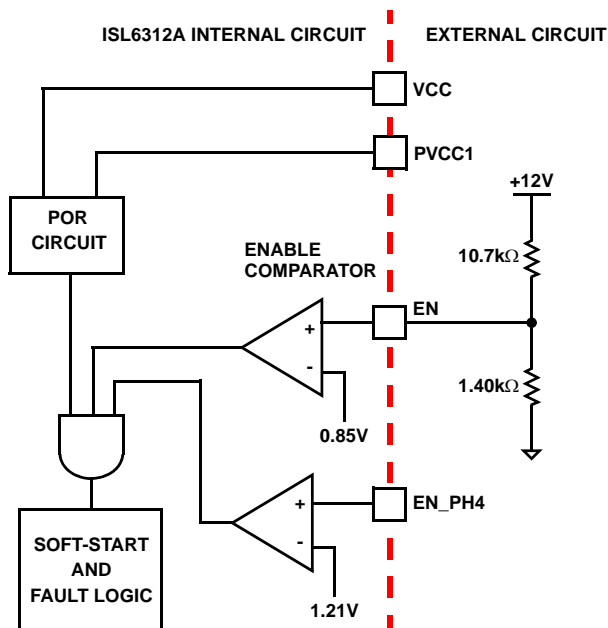 ISL6312A INTERNAL CIRCUIT
EXTERNAL CIRCUIT
VCC
PVCC1
+12V
POR
CIRCUIT
10.7kΩ
ENABLE
COMPARATOR
EN
+
-
1.40kΩ
0.85V
EN_PH4
+
-
SOFT-START
AND
FAULT LOGIC
1.21V